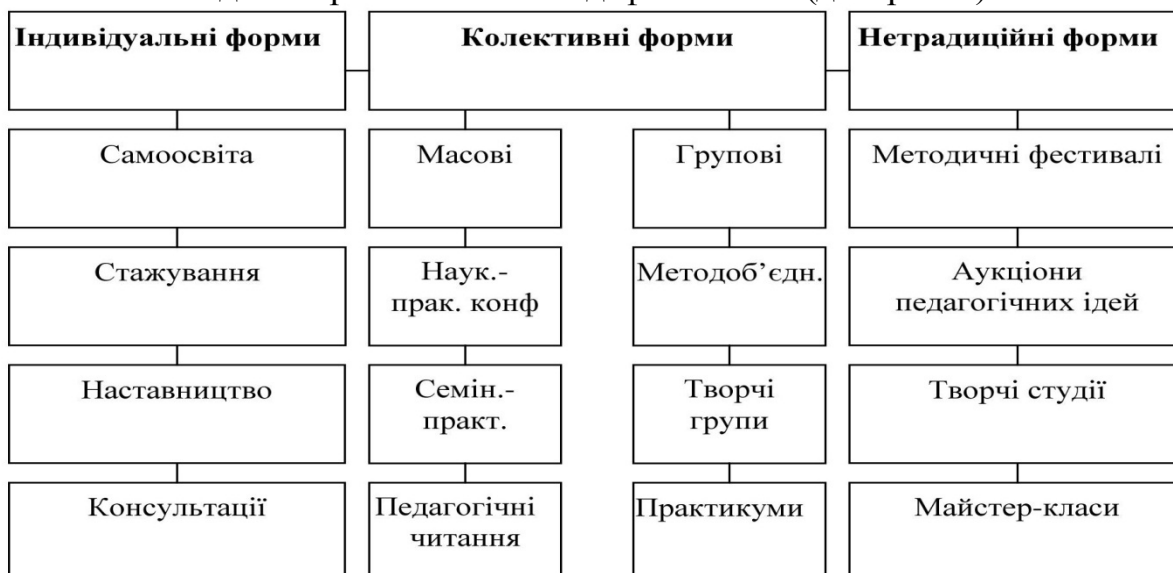 Індивідуальні форми
Колективні форми
Нетрадиційні форми
Самоосвіта
Масові
Групові
Методичні фестивалі
Стажування
Наук.-
прак. конф
Методоб’єдн.
Аукціони
педагогічних ідей
Наставництво
Семін.-
практ.
Творчі
групи
Творчі студії
Консультації
Педагогічні
читання
Практикуми
Майстер-класи